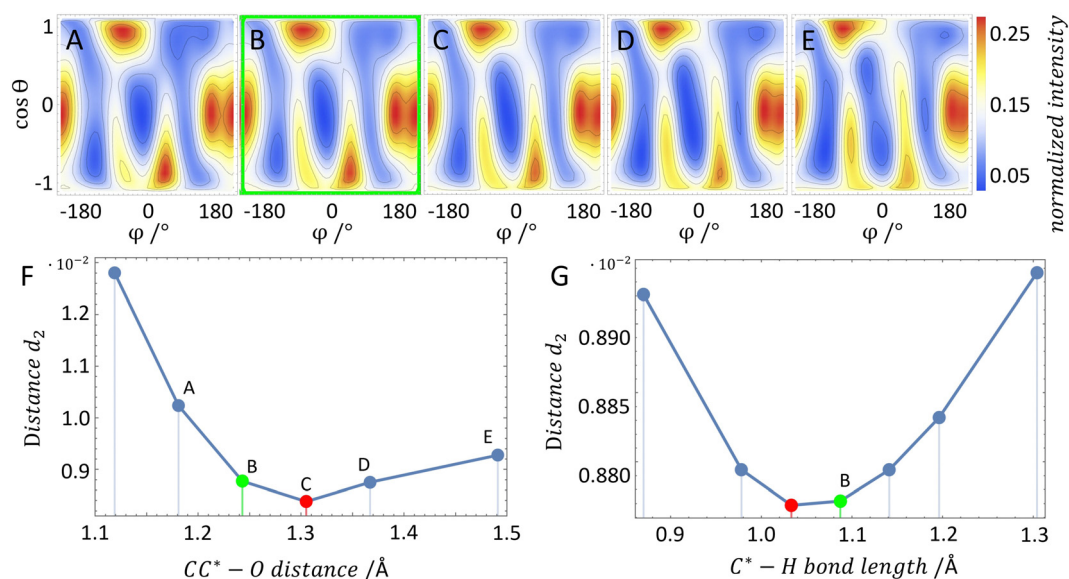 A B C D E
1
0
-1
cos Θ
-180 0 180 -180 0 180 -180 0 180 -180 0 180 -180 0 180
φ /° φ /° φ /° φ /° φ /°
0.25
0.15
0.05
normalized intensity
F
· 10⁻²
1.2
1.1
1.0
0.9
Distance d₂
A
B
C
D
E
1.1 1.2 1.3 1.4 1.5
CC* − O distance /Å
G
· 10⁻²
0.890
0.885
0.880
Distance d₂
B
0.9 1.0 1.1 1.2 1.3
C* − H bond length /Å